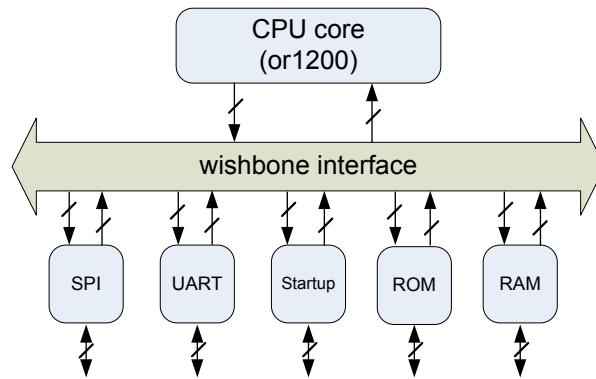 CPU core
(or1200)
wishbone interface
SPI
UART
Startup
ROM
RAM